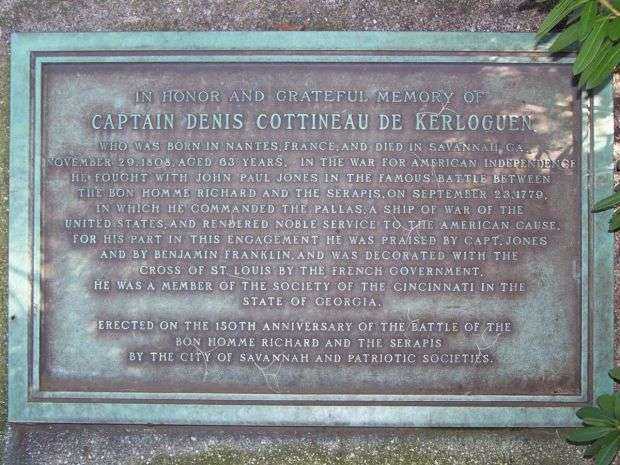 IN HONOR AND GRATEFUL MEMORY OF
CAPTAIN DENIS COTTINEAU DE KERLOGUEN,
WHO WAS BORN IN NANTES, FRANCE, AND DIED IN SAVANNAH, GA.
NOVEMBER 29, 1808, AGED 63 YEARS. IN THE WAR FOR AMERICAN INDEPENDENCE
HE FOUGHT WITH JOHN PAUL JONES IN THE FAMOUS BATTLE BETWEEN
THE BON HOMME RICHARD AND THE SERAPIS, ON SEPTEMBER 23, 1779,
IN WHICH HE COMMANDED THE PALLAS, A SHIP OF WAR OF THE
UNITED STATES, AND RENDERED NOBLE SERVICE TO THE AMERICAN CAUSE.
FOR HIS PART IN THIS ENGAGEMENT HE WAS PRAISED BY CAPT. JONES
AND BY BENJAMIN FRANKLIN, AND WAS DECORATED WITH THE
CROSS OF ST. LOUIS BY THE FRENCH GOVERNMENT.
HE WAS A MEMBER OF THE SOCIETY OF THE CINCINNATI IN THE
STATE OF GEORGIA.
ERECTED ON THE 150TH ANNIVERSARY OF THE BATTLE OF THE
BON HOMME RICHARD AND THE SERAPIS
BY THE CITY OF SAVANNAH AND PATRIOTIC SOCIETIES.